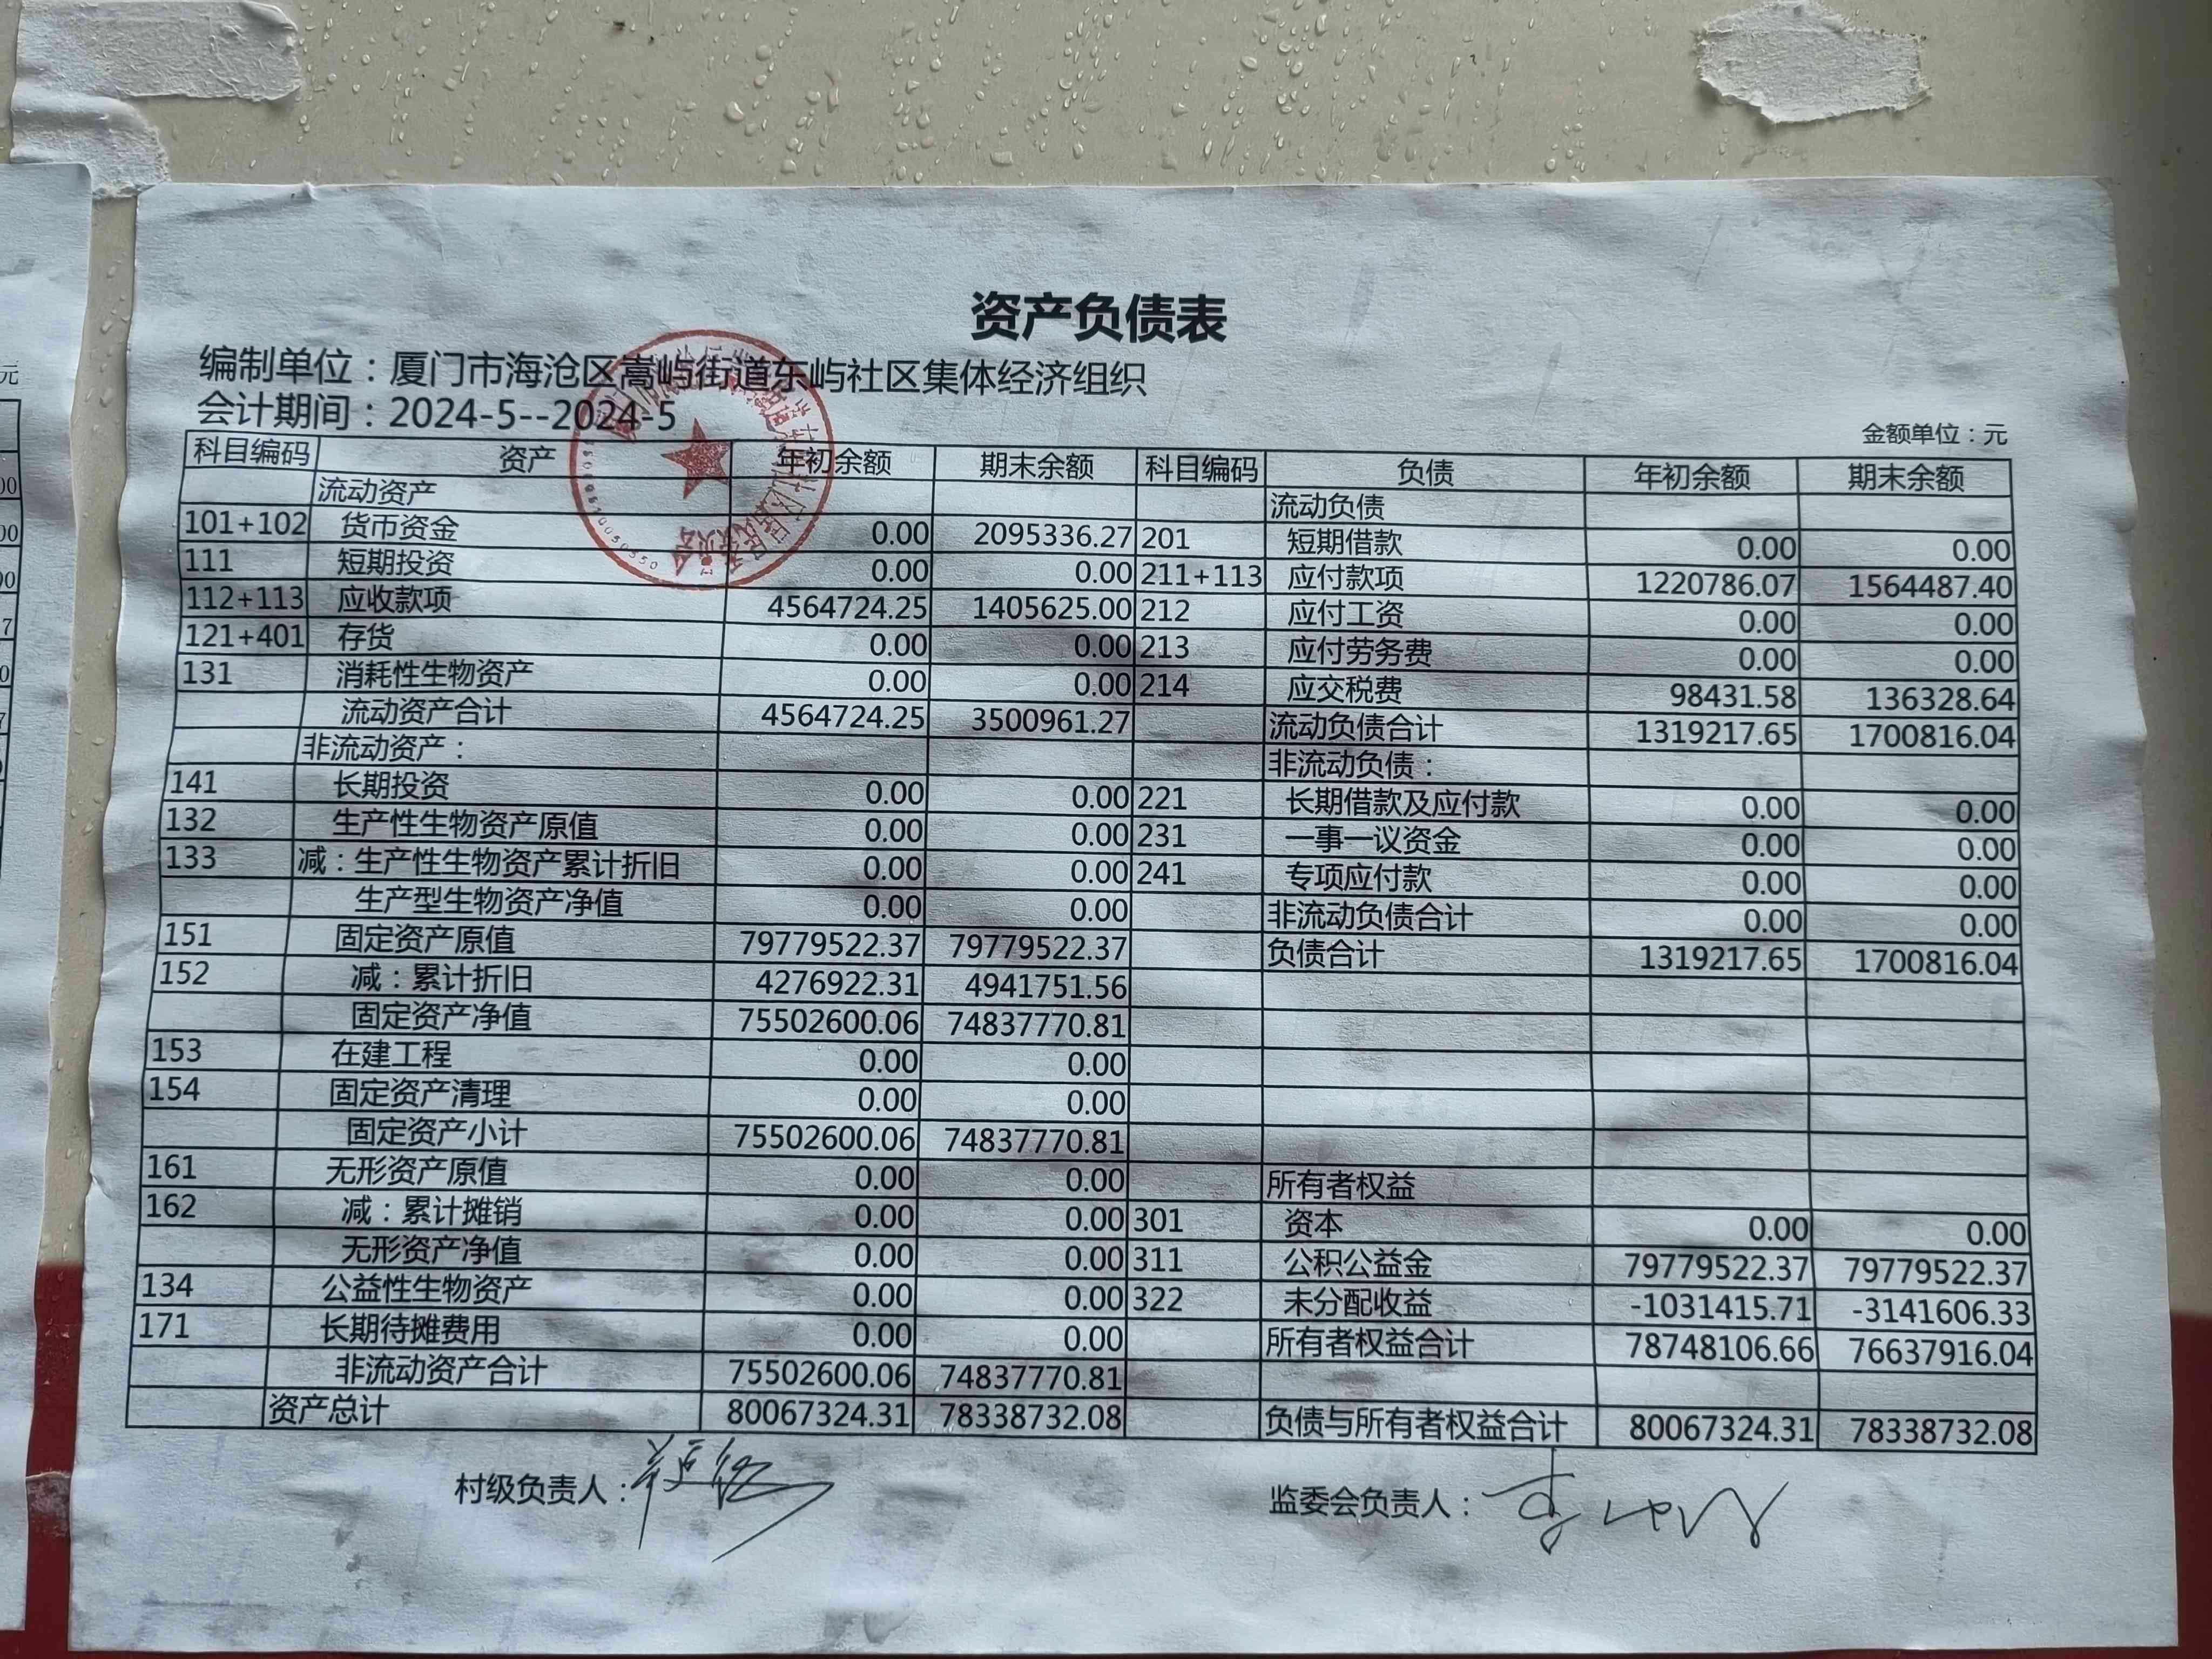 资产负债表
编制单位：厦门市海沧区嵩屿街道东屿社区集体经济组织
会计期间：2024-5--2024-5
金额单位：元
科目编码 资产 年初余额 期末余额 科目编码 负债 年初余额 期末余额
流动资产 流动负债
101+102 货币资金 0.00 2095336.27 201 短期借款 0.00 0.00
111 短期投资 0.00 0.00 211+113 应付款项 1220786.07 1564487.40
112+113 应收款项 4564724.25 1405625.00 212 应付工资 0.00 0.00
121+401 存货 0.00 0.00 213 应付劳务费 0.00 0.00
131 消耗性生物资产 0.00 0.00 214 应交税费 98431.58 136328.64
流动资产合计 4564724.25 3500961.27 流动负债合计 1319217.65 1700816.04
非流动资产： 非流动负债：
141 长期投资 0.00 0.00 221 长期借款及应付款 0.00 0.00
132 生产性生物资产原值 0.00 0.00 231 一事一议资金 0.00 0.00
133 减：生产性生物资产累计折旧 0.00 0.00 241 专项应付款 0.00 0.00
生产型生物资产净值 0.00 0.00 非流动负债合计 0.00 0.00
151 固定资产原值 79779522.37 79779522.37 负债合计 1319217.65 1700816.04
152 减：累计折旧 4276922.31 4941751.56
固定资产净值 75502600.06 74837770.81
153 在建工程 0.00 0.00
154 固定资产清理 0.00 0.00
固定资产小计 75502600.06 74837770.81
161 无形资产原值 0.00 0.00 所有者权益
162 减：累计摊销 0.00 0.00 301 资本 0.00 0.00
无形资产净值 0.00 0.00 311 公积公益金 79779522.37 79779522.37
134 公益性生物资产 0.00 0.00 322 未分配收益 -1031415.71 -3141606.33
171 长期待摊费用 0.00 0.00 所有者权益合计 78748106.66 76637916.04
非流动资产合计 75502600.06 74837770.81
资产总计 80067324.31 78338732.08 负债与所有者权益合计 80067324.31 78338732.08
村级负责人： 监委会负责人：